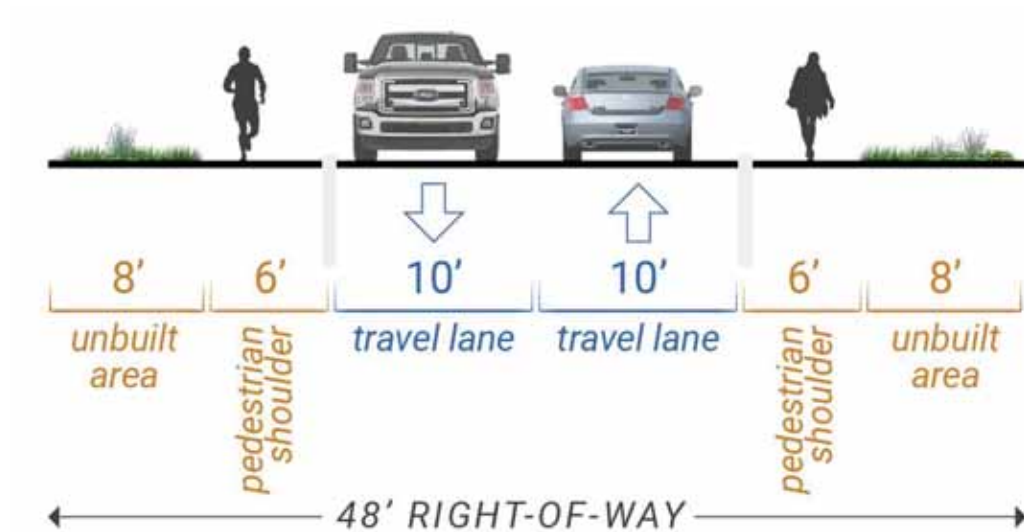 8’
6’
10’
10’
6’
8’
unbuilt
area
pedestrian
shoulder
travel lane
travel lane
pedestrian
shoulder
unbuilt
area
48’ RIGHT-OF-WAY